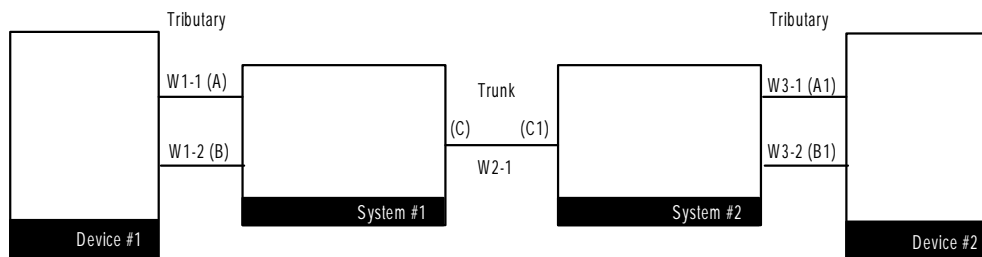 Tributary
Tributary
W1-1 (A)
W3-1 (A1)
Trunk
(C)
(C1)
W1-2 (B)
W3-2 (B1)
W2-1
System #1
System #2
Device #1
Device #2